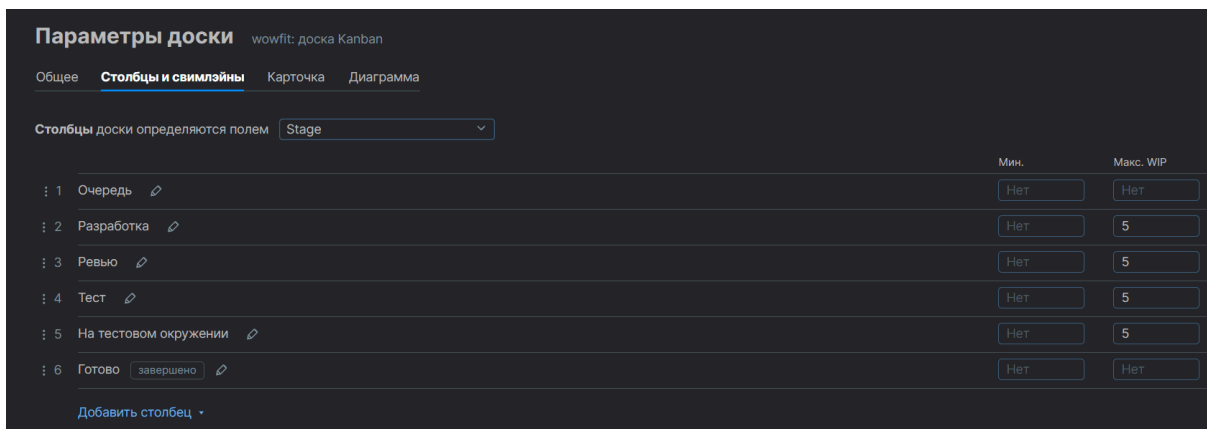 Параметры доски wowfit: доска Kanban
Общее Столбцы и свимлэйны Карточка Диаграмма
Столбцы доски определяются полем Stage
Мин. Макс. WIP
1 Очередь Нет Нет
2 Разработка Нет 5
3 Ревью Нет 5
4 Тест Нет 5
5 На тестовом окружении Нет 5
6 Готово завершено Нет Нет
Добавить столбец